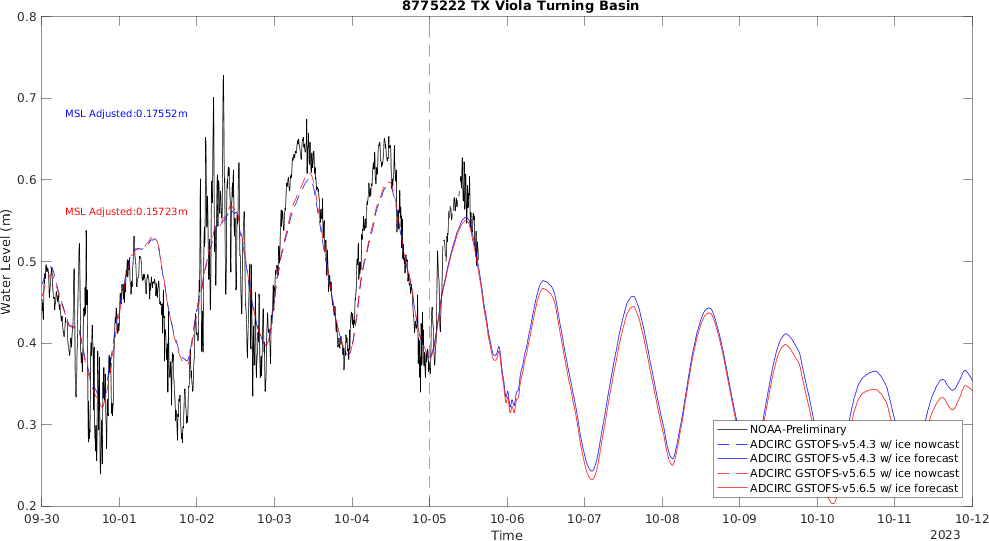 8775222 TX Viola Turning Basin
0.8
0.7
0.6
0.5
0.4
0.3
0.2
Water Level (m)
MSL Adjusted:0.17552m
MSL Adjusted:0.15723m
NOAA-Preliminary
ADCIRC GSTOFS-v5.4.3 w/ ice nowcast
ADCIRC GSTOFS-v5.4.3 w/ ice forecast
ADCIRC GSTOFS-v5.6.5 w/ ice nowcast
ADCIRC GSTOFS-v5.6.5 w/ ice forecast
09-30 10-01 10-02 10-03 10-04 10-05 10-06 10-07 10-08 10-09 10-10 10-11 10-12
Time
2023